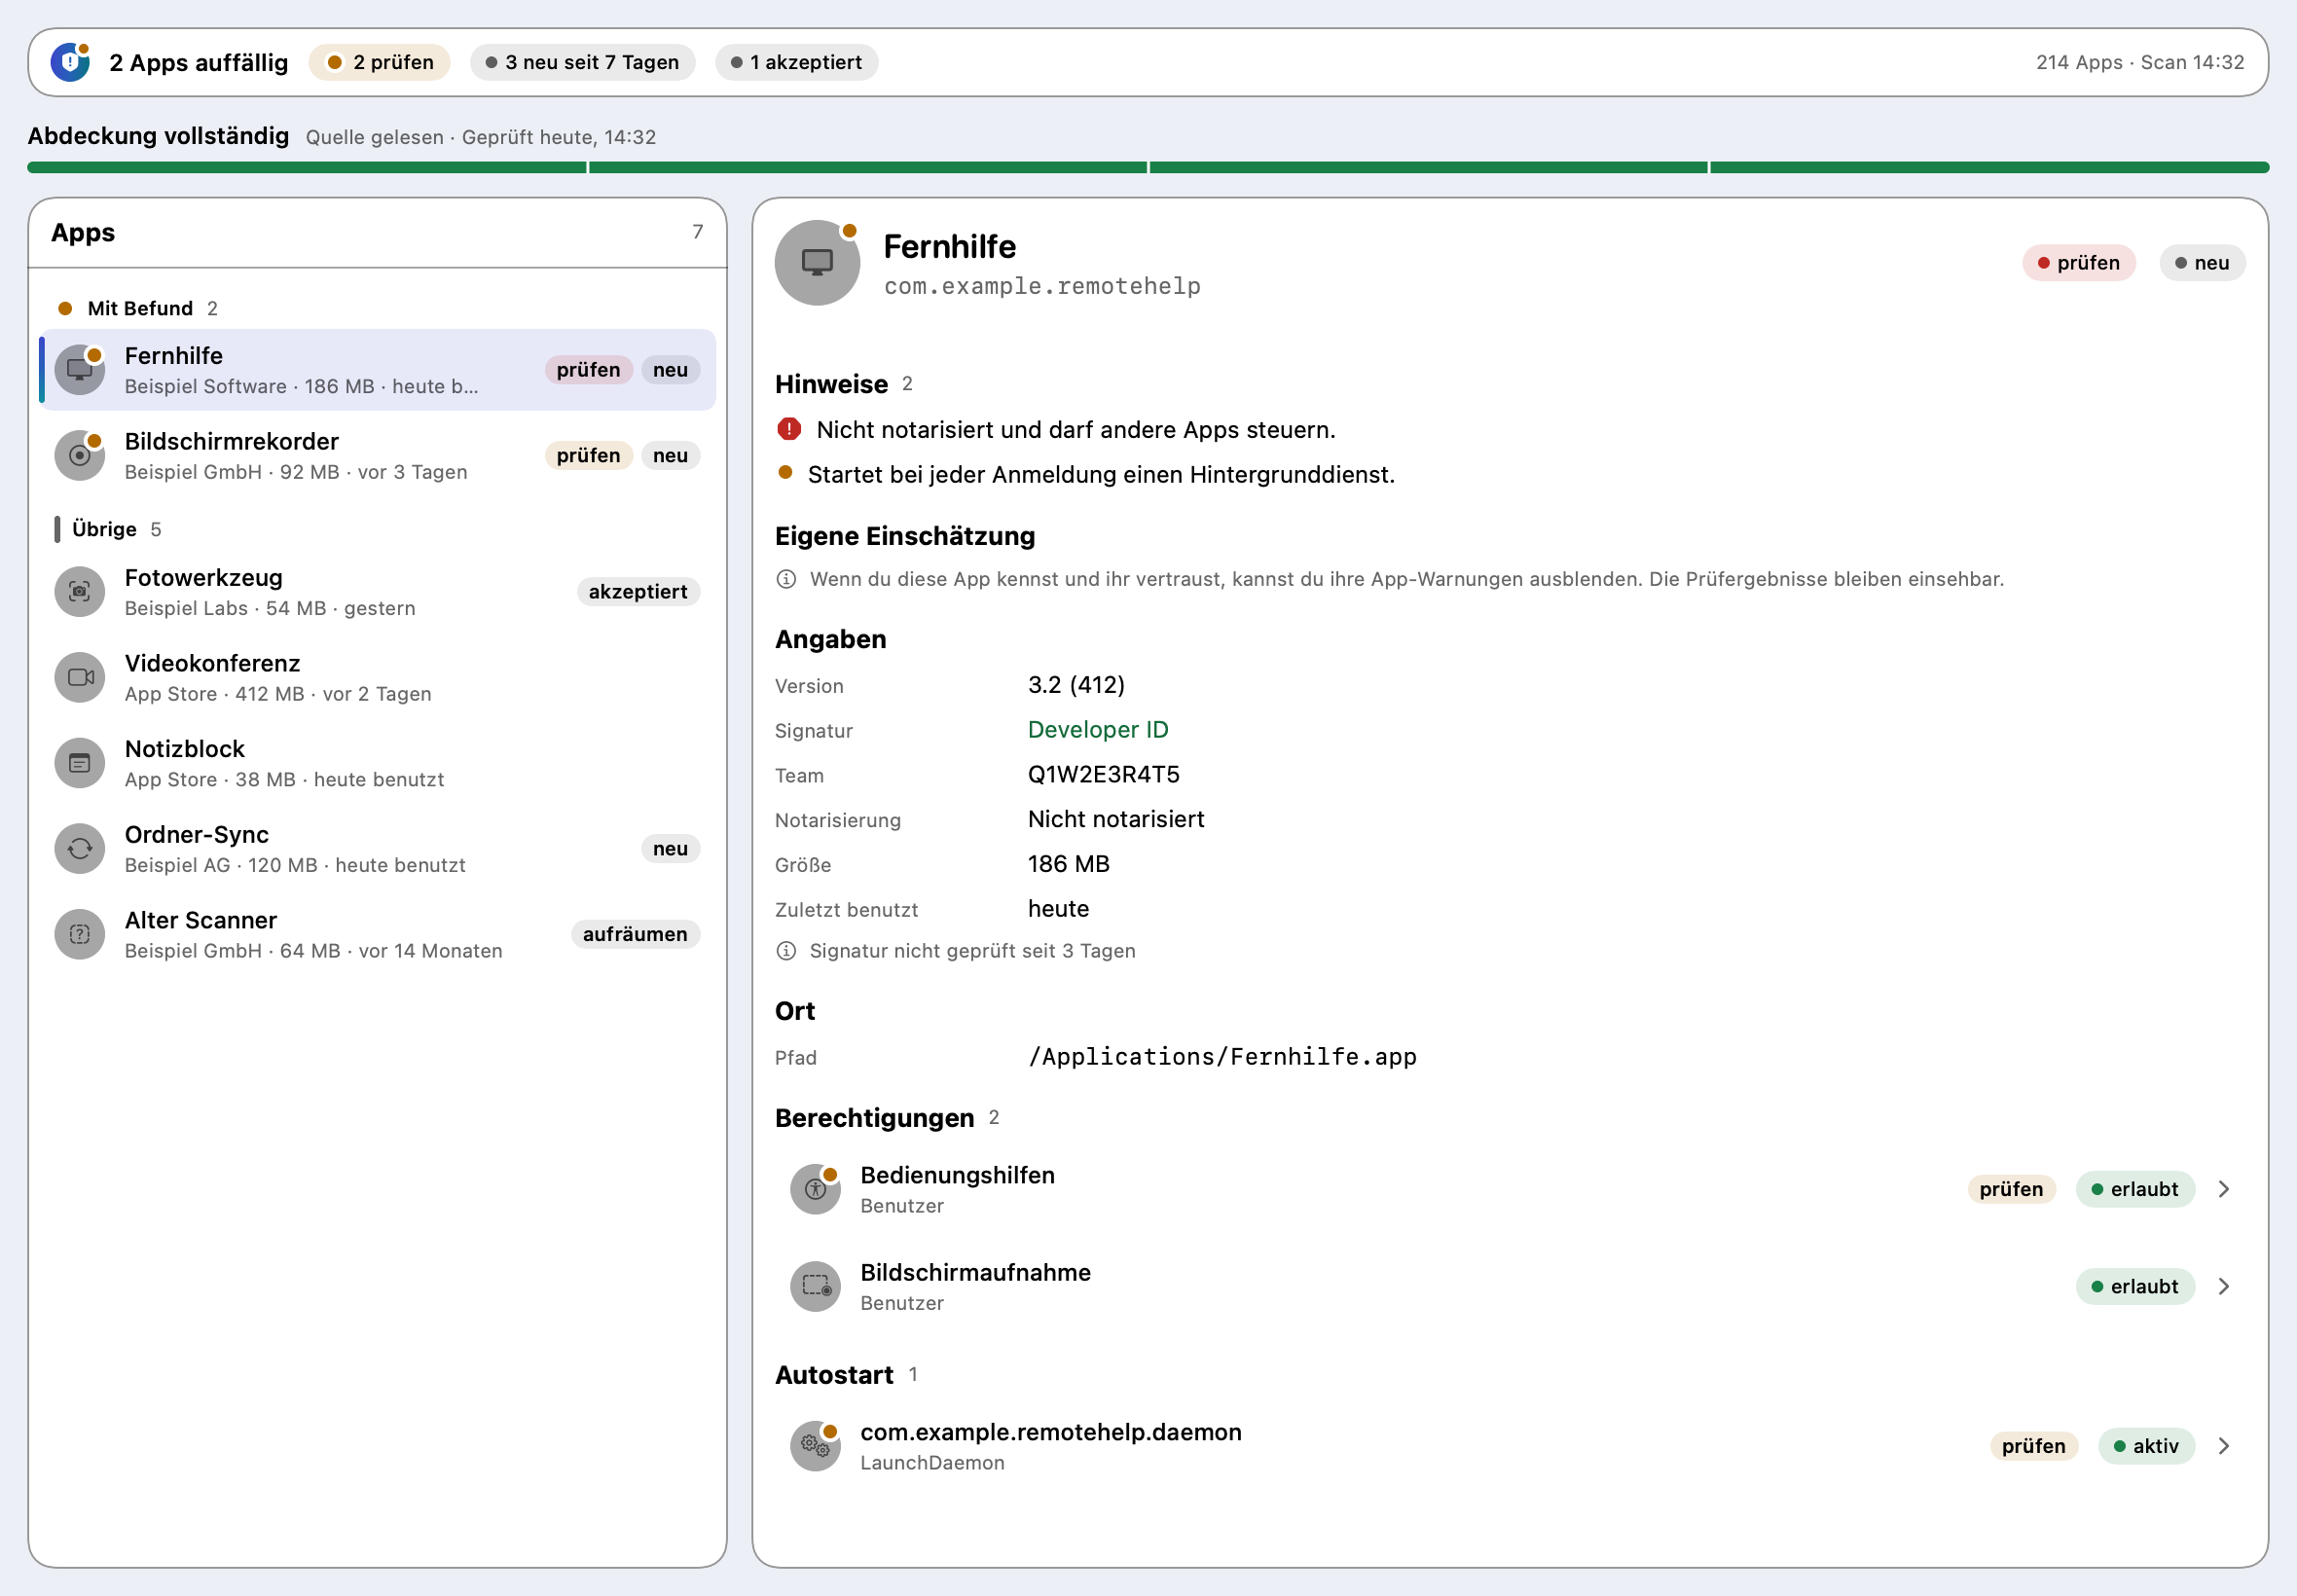 2 Apps auffällig
2 prüfen
3 neu seit 7 Tagen
1 akzeptiert
214 Apps · Scan 14:32
Abdeckung vollständig
Quelle gelesen · Geprüft heute, 14:32
Apps
7
Mit Befund 2
Fernhilfe
Beispiel Software · 186 MB · heute b...
prüfen
neu
Bildschirmrekorder
Beispiel GmbH · 92 MB · vor 3 Tagen
prüfen
neu
Übrige 5
Fotowerkzeug
Beispiel Labs · 54 MB · gestern
akzeptiert
Videokonferenz
App Store · 412 MB · vor 2 Tagen
Notizblock
App Store · 38 MB · heute benutzt
Ordner-Sync
Beispiel AG · 120 MB · heute benutzt
neu
Alter Scanner
Beispiel GmbH · 64 MB · vor 14 Monaten
aufräumen
Fernhilfe
com.example.remotehelp
prüfen
neu
Hinweise 2
Nicht notarisiert und darf andere Apps steuern.
Startet bei jeder Anmeldung einen Hintergrunddienst.
Eigene Einschätzung
Wenn du diese App kennst und ihr vertraust, kannst du ihre App-Warnungen ausblenden. Die Prüfergebnisse bleiben einsehbar.
Angaben
Version 3.2 (412)
Signatur Developer ID
Team Q1W2E3R4T5
Notarisierung Nicht notarisiert
Größe 186 MB
Zuletzt benutzt heute
Signatur nicht geprüft seit 3 Tagen
Ort
Pfad /Applications/Fernhilfe.app
Berechtigungen 2
Bedienungshilfen
Benutzer
prüfen
erlaubt
Bildschirmaufnahme
Benutzer
erlaubt
Autostart 1
com.example.remotehelp.daemon
LaunchDaemon
prüfen
aktiv